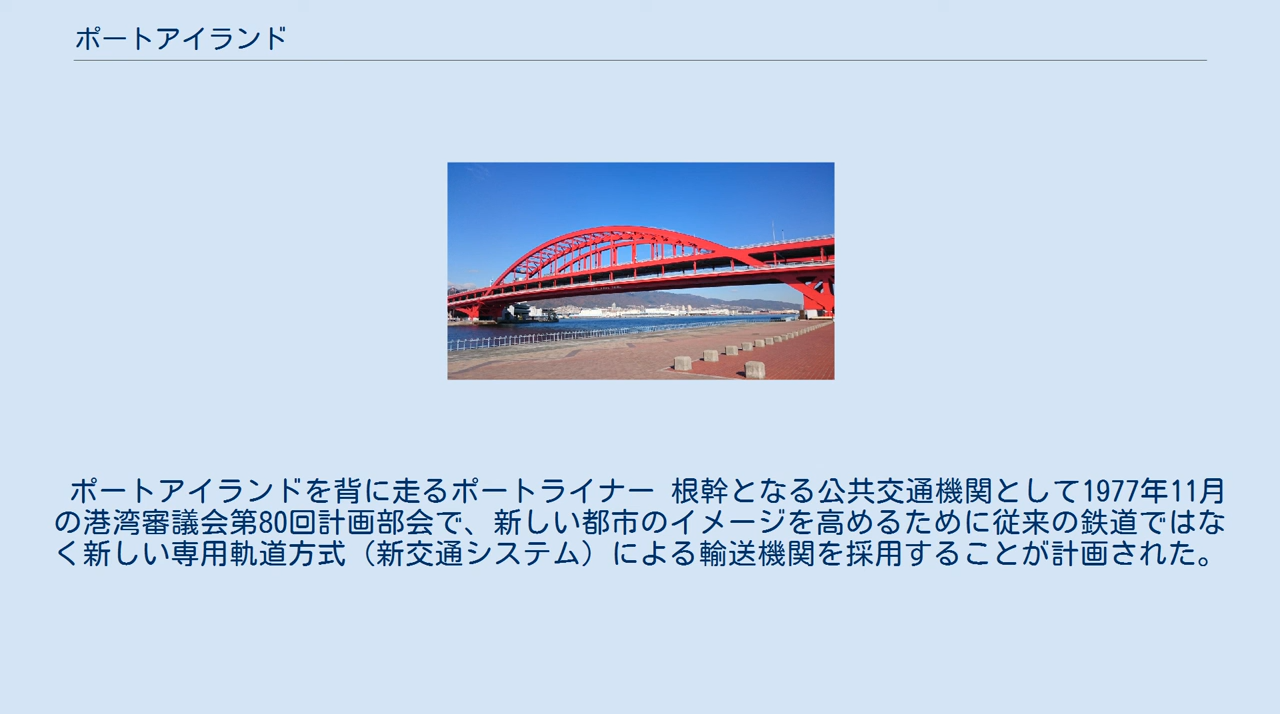 ポートアイランド
ポートアイランドを背に走るポートライナー 根幹となる公共交通機関として1977年11月
の港湾審議会第80回計画部会で、新しい都市のイメージを高めるために従来の鉄道ではな
く新しい専用軌道方式（新交通システム）による輸送機関を採用することが計画された。